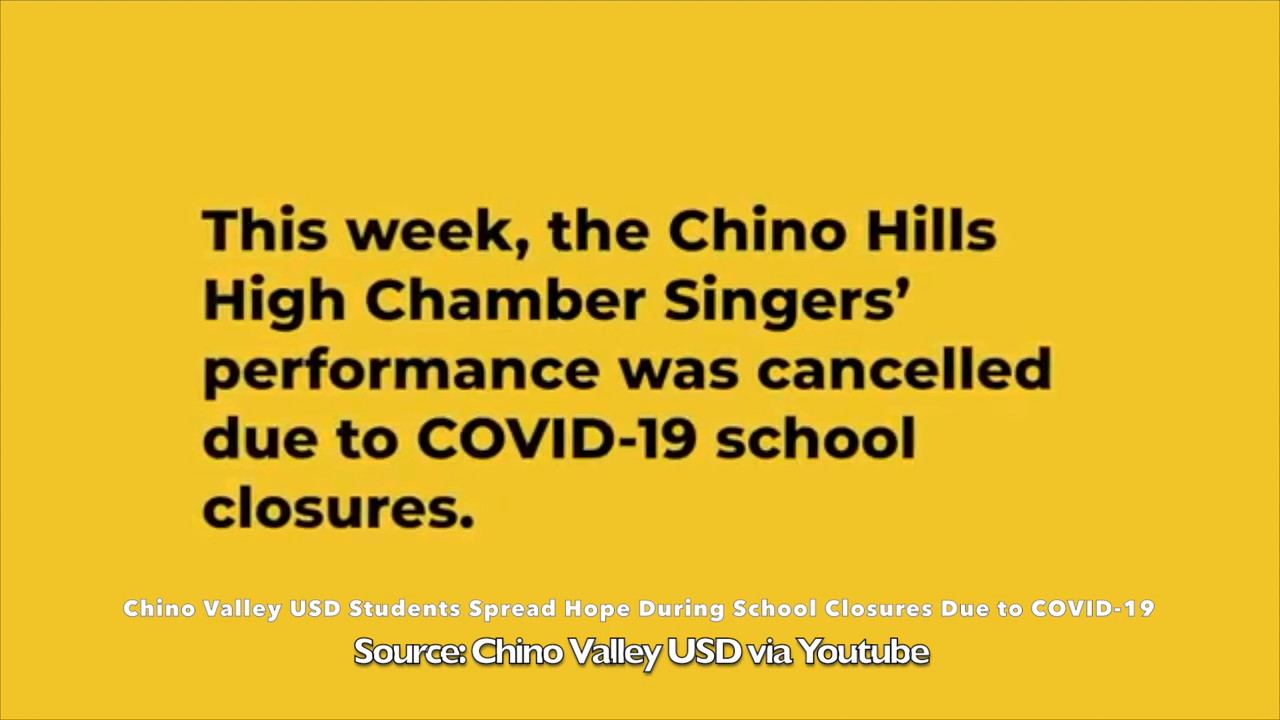 This week, the Chino Hills
High Chamber Singers’
performance was cancelled
due to COVID-19 school
closures.
Chino Valley USD Students Spread Hope During School Closures Due to COVID-19
Source: Chino Valley USD via Youtube